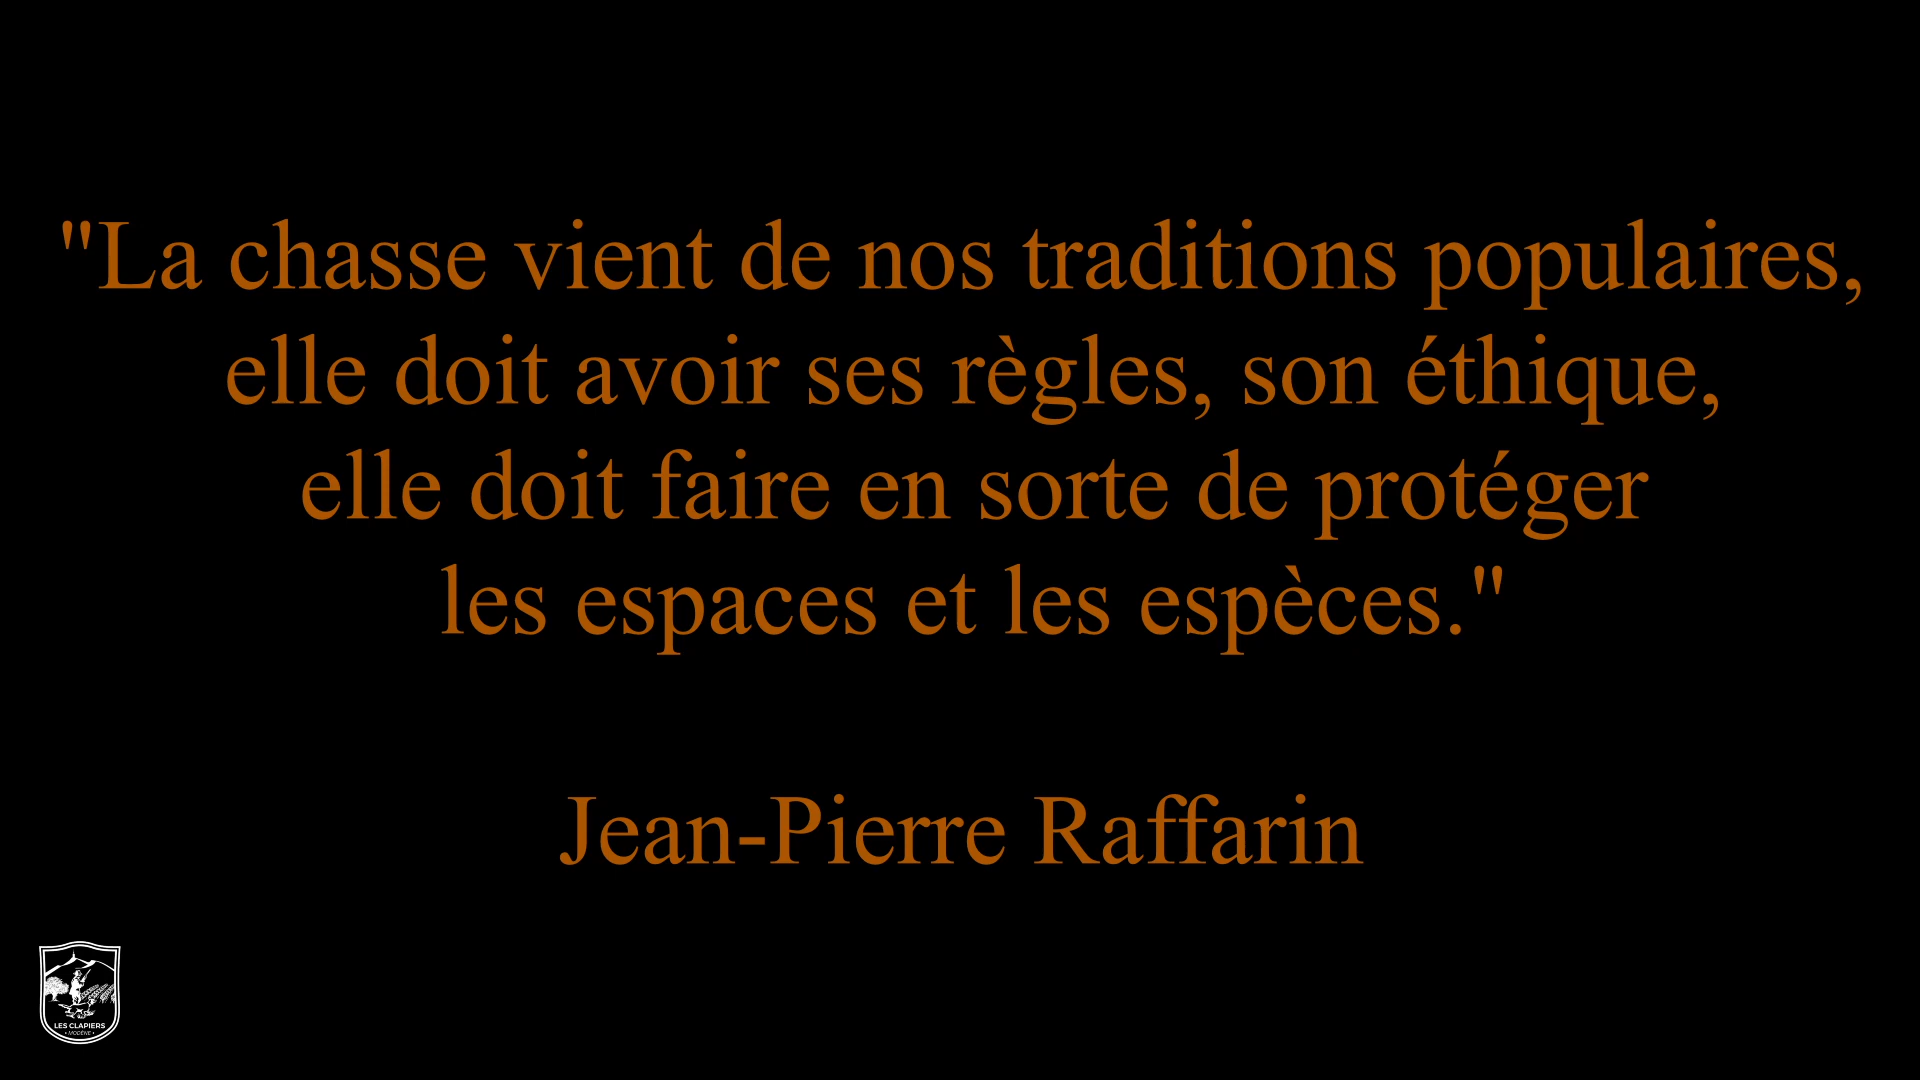 "La chasse vient de nos traditions populaires,
elle doit avoir ses règles, son éthique,
elle doit faire en sorte de protéger
les espaces et les espèces."
Jean-Pierre Raffarin
LES CLAPIERS
• MODÈNE •